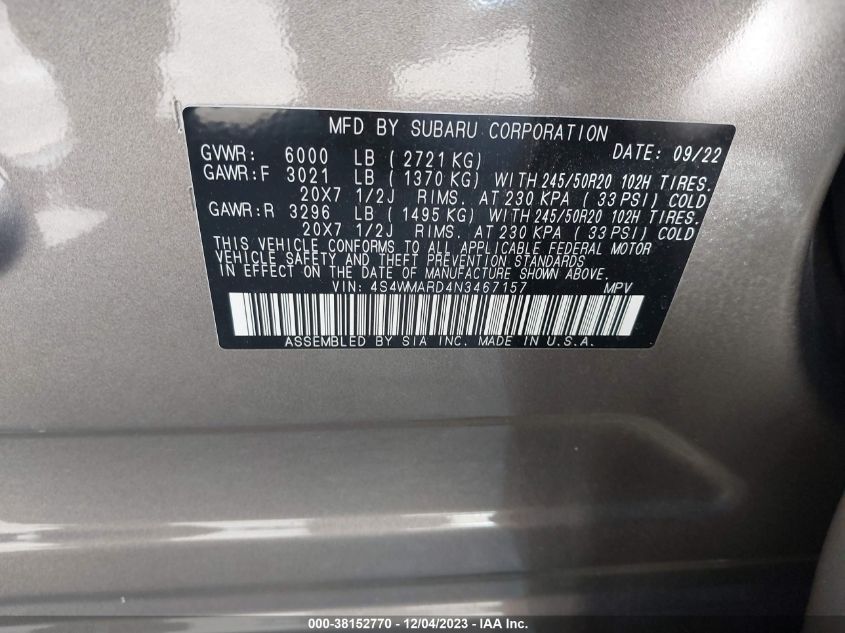 MFD BY SUBARU CORPORATION
GVWR: 6000 LB ( 2721 KG) DATE: 09/22
GAWR:F 3021 LB ( 1370 KG) WITH 245/50R20 102H TIRES.
20X7 1/2J RIMS. AT 230 KPA ( 33 PSI) COLD
GAWR:R 3296 LB ( 1495 KG) WITH 245/50R20 102H TIRES.
20X7 1/2J RIMS. AT 230 KPA ( 33 PSI) COLD
THIS VEHICLE CONFORMS TO ALL APPLICABLE FEDERAL MOTOR
VEHICLE SAFETY AND THEFT PREVENTION STANDARDS
IN EFFECT ON THE DATE OF MANUFACTURE SHOWN ABOVE.
VIN: 4S4WMARD4N3467157 MPV
ASSEMBLED BY SIA INC. MADE IN U.S.A.
000-38152770 - 12/04/2023 - IAA Inc.